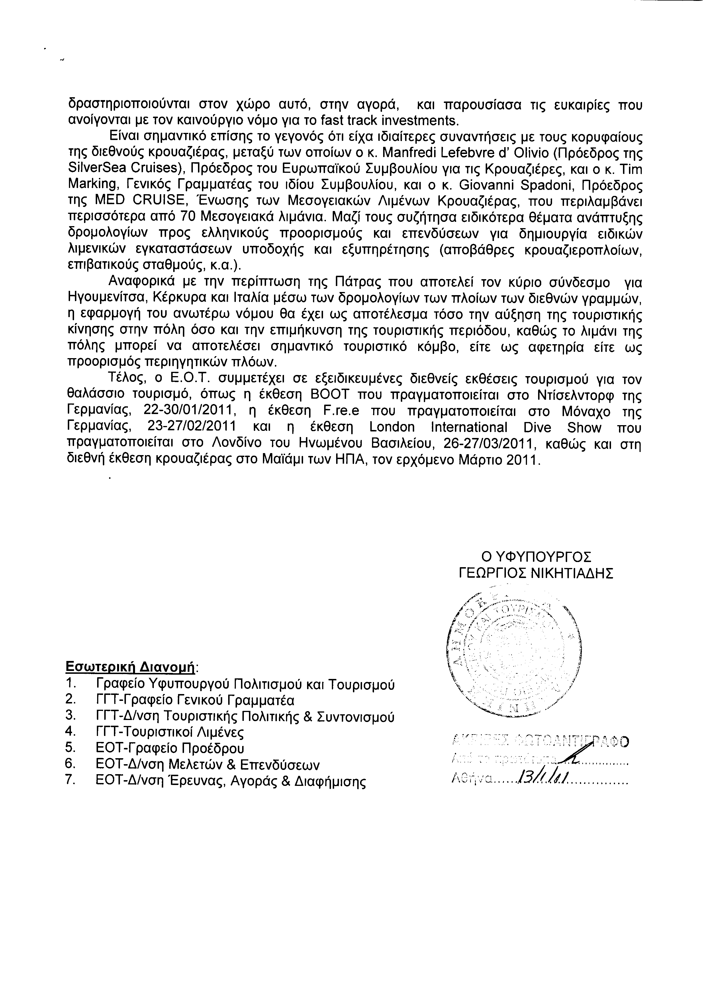 δραστηριοποιούνται στον χώρο αυτό, στην αγορά, και παρουσίασα τις ευκαιρίες που
ανοίγονται με τον καινούργιο νόμο για το fast track investments.
Είναι σημαντικό επίσης το γεγονός ότι είχα ιδιαίτερες συναντήσεις με τους κορυφαίους
της διεθνούς κρουαζιέρας, μεταξύ των οποίων ο κ. Manfredi Lefebvre d' Olivio (Πρόεδρος της
SilverSea Cruises), Πρόεδρος του Ευρωπαϊκού Συμβουλίου για τις Κρουαζιέρες, και ο κ. Tim
Marking, Γενικός Γραμματέας του ιδίου Συμβουλίου, και ο κ. Giovanni Spadoni, Πρόεδρος
της MED CRUISE, Ένωσης των Μεσογειακών Λιμένων Κρουαζιέρας, που περιλαμβάνει
περισσότερα από 70 Μεσογειακά λιμάνια. Μαζί τους συζήτησα ειδικότερα θέματα ανάπτυξης
δρομολογίων προς ελληνικούς προορισμούς και επενδύσεων για δημιουργία ειδικών
λιμενικών εγκαταστάσεων υποδοχής και εξυπηρέτησης (αποβάθρες κρουαζιεροπλοίων,
επιβατικούς σταθμούς, κ.α.).
Αναφορικά με την περίπτωση της Πάτρας που αποτελεί τον κύριο σύνδεσμο για
Ηγουμενίτσα, Κέρκυρα και Ιταλία μέσω των δρομολογίων των πλοίων των διεθνών γραμμών,
η εφαρμογή του ανωτέρω νόμου θα έχει ως αποτέλεσμα τόσο την αύξηση της τουριστικής
κίνησης στην πόλη όσο και την επιμήκυνση της τουριστικής περιόδου, καθώς το λιμάνι της
πόλης μπορεί να αποτελέσει σημαντικό τουριστικό κόμβο, είτε ως αφετηρία είτε ως
προορισμός περιηγητικών πλόων.
Τέλος, ο Ε.Ο.Τ. συμμετέχει σε εξειδικευμένες διεθνείς εκθέσεις τουρισμού για τον
θαλάσσιο τουρισμό, όπως η έκθεση BOOT που πραγματοποιείται στο Ντίσελντορφ της
Γερμανίας, 22-30/01/2011, η έκθεση F.re.e που πραγματοποιείται στο Μόναχο της
Γερμανίας, 23-27/02/2011 και η έκθεση London International Dive Show που
πραγματοποιείται στο Λονδίνο του Ηνωμένου Βασιλείου, 26-27/03/2011, καθώς και στη
διεθνή έκθεση κρουαζιέρας στο Μαϊάμι των ΗΠΑ, τον ερχόμενο Μάρτιο 2011.
Ο ΥΦΥΠΟΥΡΓΟΣ
ΓΕΩΡΓΙΟΣ ΝΙΚΗΤΙΑΔΗΣ
Εσωτερική Διανομή:
1. Γραφείο Υφυπουργού Πολιτισμού και Τουρισμού
2. ΓΓΤ-Γραφείο Γενικού Γραμματέα
3. ΓΓΤ-Δ/νση Τουριστικής Πολιτικής & Συντονισμού
4. ΓΓΤ-Τουριστικοί Λιμένες
5. ΕΟΤ-Γραφείο Προέδρου
6. ΕΟΤ-Δ/νση Μελετών & Επενδύσεων
7. ΕΟΤ-Δ/νση Έρευνας, Αγοράς & Διαφήμισης
ΑΚΡΙΒΕΣ ΦΩΤΟΑΝΤΙΓΡΑΦΟ
Από το πρωτότυπο
Αθήνα......13/1/11